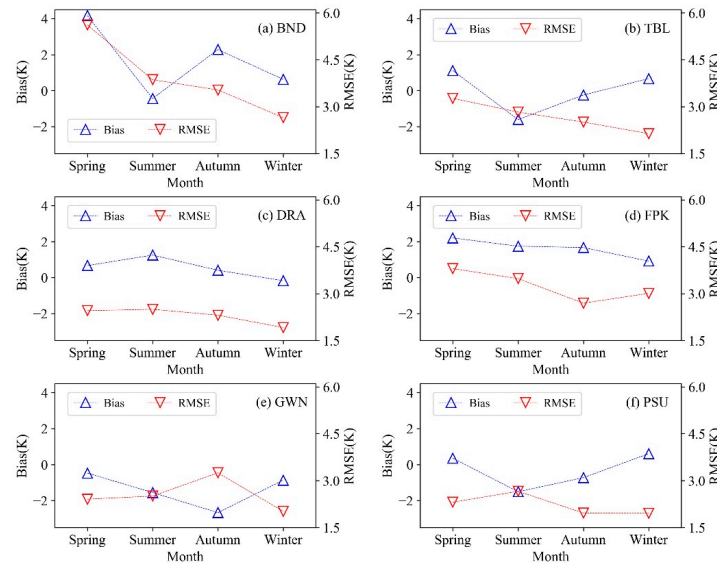 4 (a) BND 6.0
2 4.5
0
−2 Bias RMSE 3.0
1.5
Bias(K) RMSE(K)
Spring Summer Autumn Winter
Month
4 Bias RMSE (b) TBL 6.0
2 4.5
0
−2 3.0
1.5
Bias(K) RMSE(K)
Spring Summer Autumn Winter
Month
4 Bias RMSE 6.0
(c) DRA
2 4.5
0
−2 3.0
1.5
Bias(K) RMSE(K)
Spring Summer Autumn Winter
Month
4 Bias RMSE 6.0
(d) FPK
2 4.5
0
−2 3.0
1.5
Bias(K) RMSE(K)
Spring Summer Autumn Winter
Month
4 Bias RMSE (e) GWN 6.0
2 4.5
0
−2 3.0
1.5
Bias(K) RMSE(K)
Spring Summer Autumn Winter
Month
4 Bias RMSE (f) PSU 6.0
2 4.5
0
−2 3.0
1.5
Bias(K) RMSE(K)
Spring Summer Autumn Winter
Month